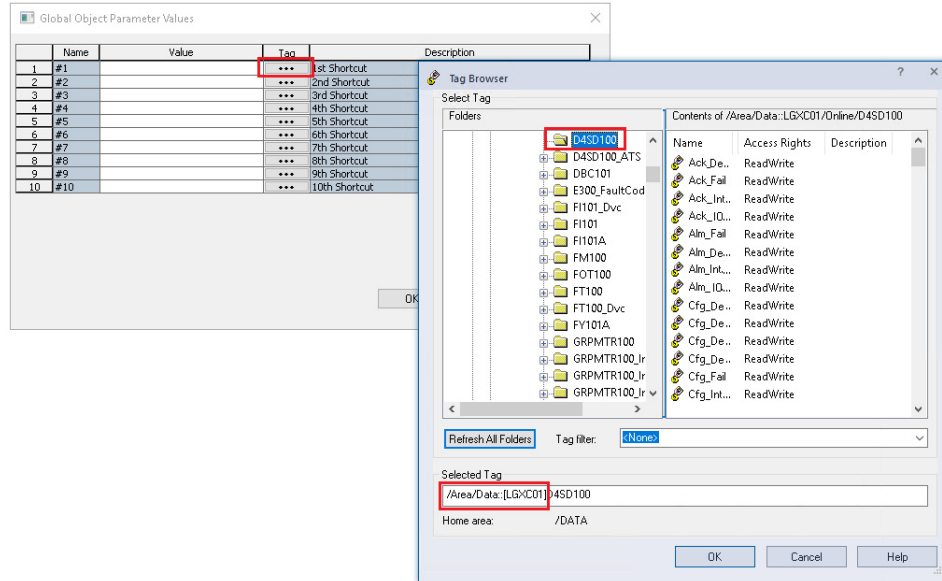 Global Object Parameter Values
Name Value Tag Description
1 #1 ••• 1st Shortcut
2 #2 ••• 2nd Shortcut
3 #3 ••• 3rd Shortcut
4 #4 ••• 4th Shortcut
5 #5 ••• 5th Shortcut
6 #6 ••• 6th Shortcut
7 #7 ••• 7th Shortcut
8 #8 ••• 8th Shortcut
9 #9 ••• 9th Shortcut
10 #10 ••• 10th Shortcut
OK
Tag Browser
Select Tag
Folders
D4SD100
D4SD100_ATS
DBC101
E300_FaultCod
FI101_Dvc
FI101
FI101A
FM100
FOT100
FT100
FT100_Dvc
FY101A
GRPMTR100
GRPMTR100_Ir
GRPMTR100_Ir
GRPMTR100_Ir
Contents of /Area/Data::LGXC01/Online/D4SD100
Name Access Rights Description
Ack_De... ReadWrite
Ack_Fail ReadWrite
Ack_Int... ReadWrite
Ack_IO... ReadWrite
Alm_Fail ReadWrite
Alm_De... ReadWrite
Alm_Int... ReadWrite
Alm_IO... ReadWrite
Cfg_De... ReadWrite
Cfg_De... ReadWrite
Cfg_De... ReadWrite
Cfg_De... ReadWrite
Cfg_Fail ReadWrite
Cfg_Int... ReadWrite
Refresh All Folders Tag filter: <None>
Selected Tag
/Area/Data::[LGXC01]D4SD100
Home area: /DATA
OK Cancel Help